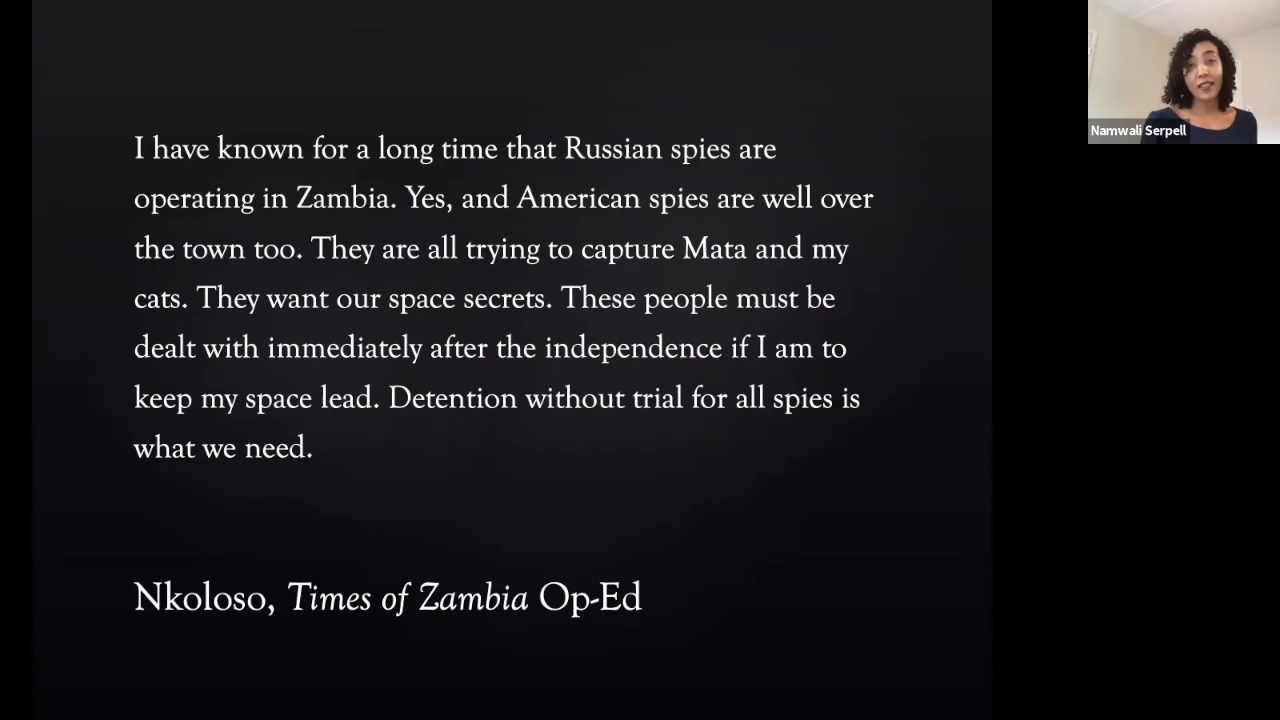 I have known for a long time that Russian spies are
operating in Zambia. Yes, and American spies are well over
the town too. They are all trying to capture Mata and my
cats. They want our space secrets. These people must be
dealt with immediately after the independence if I am to
keep my space lead. Detention without trial for all spies is
what we need.
Nkoloso, Times of Zambia Op-Ed
Namwali Serpell